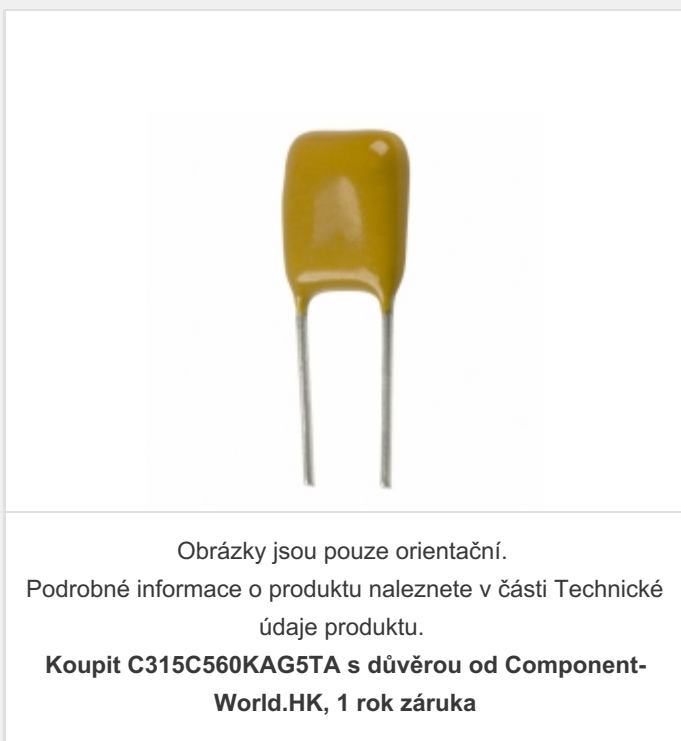 Obrázky jsou pouze orientační.
Podrobné informace o produktu naleznete v části Technické
údaje produktu.
Koupit C315C560KAG5TA s důvěrou od Component-
World.HK, 1 rok záruka